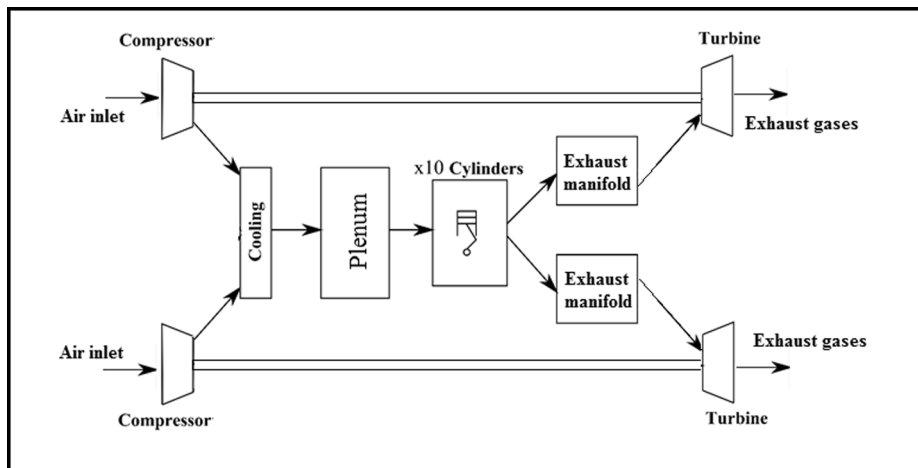 Compressor
Turbine
Air inlet
Exhaust gases
x10 Cylinders
Exhaust
manifold
Cooling
Plenum
Exhaust
manifold
Air inlet
Exhaust gases
Compressor
Turbine